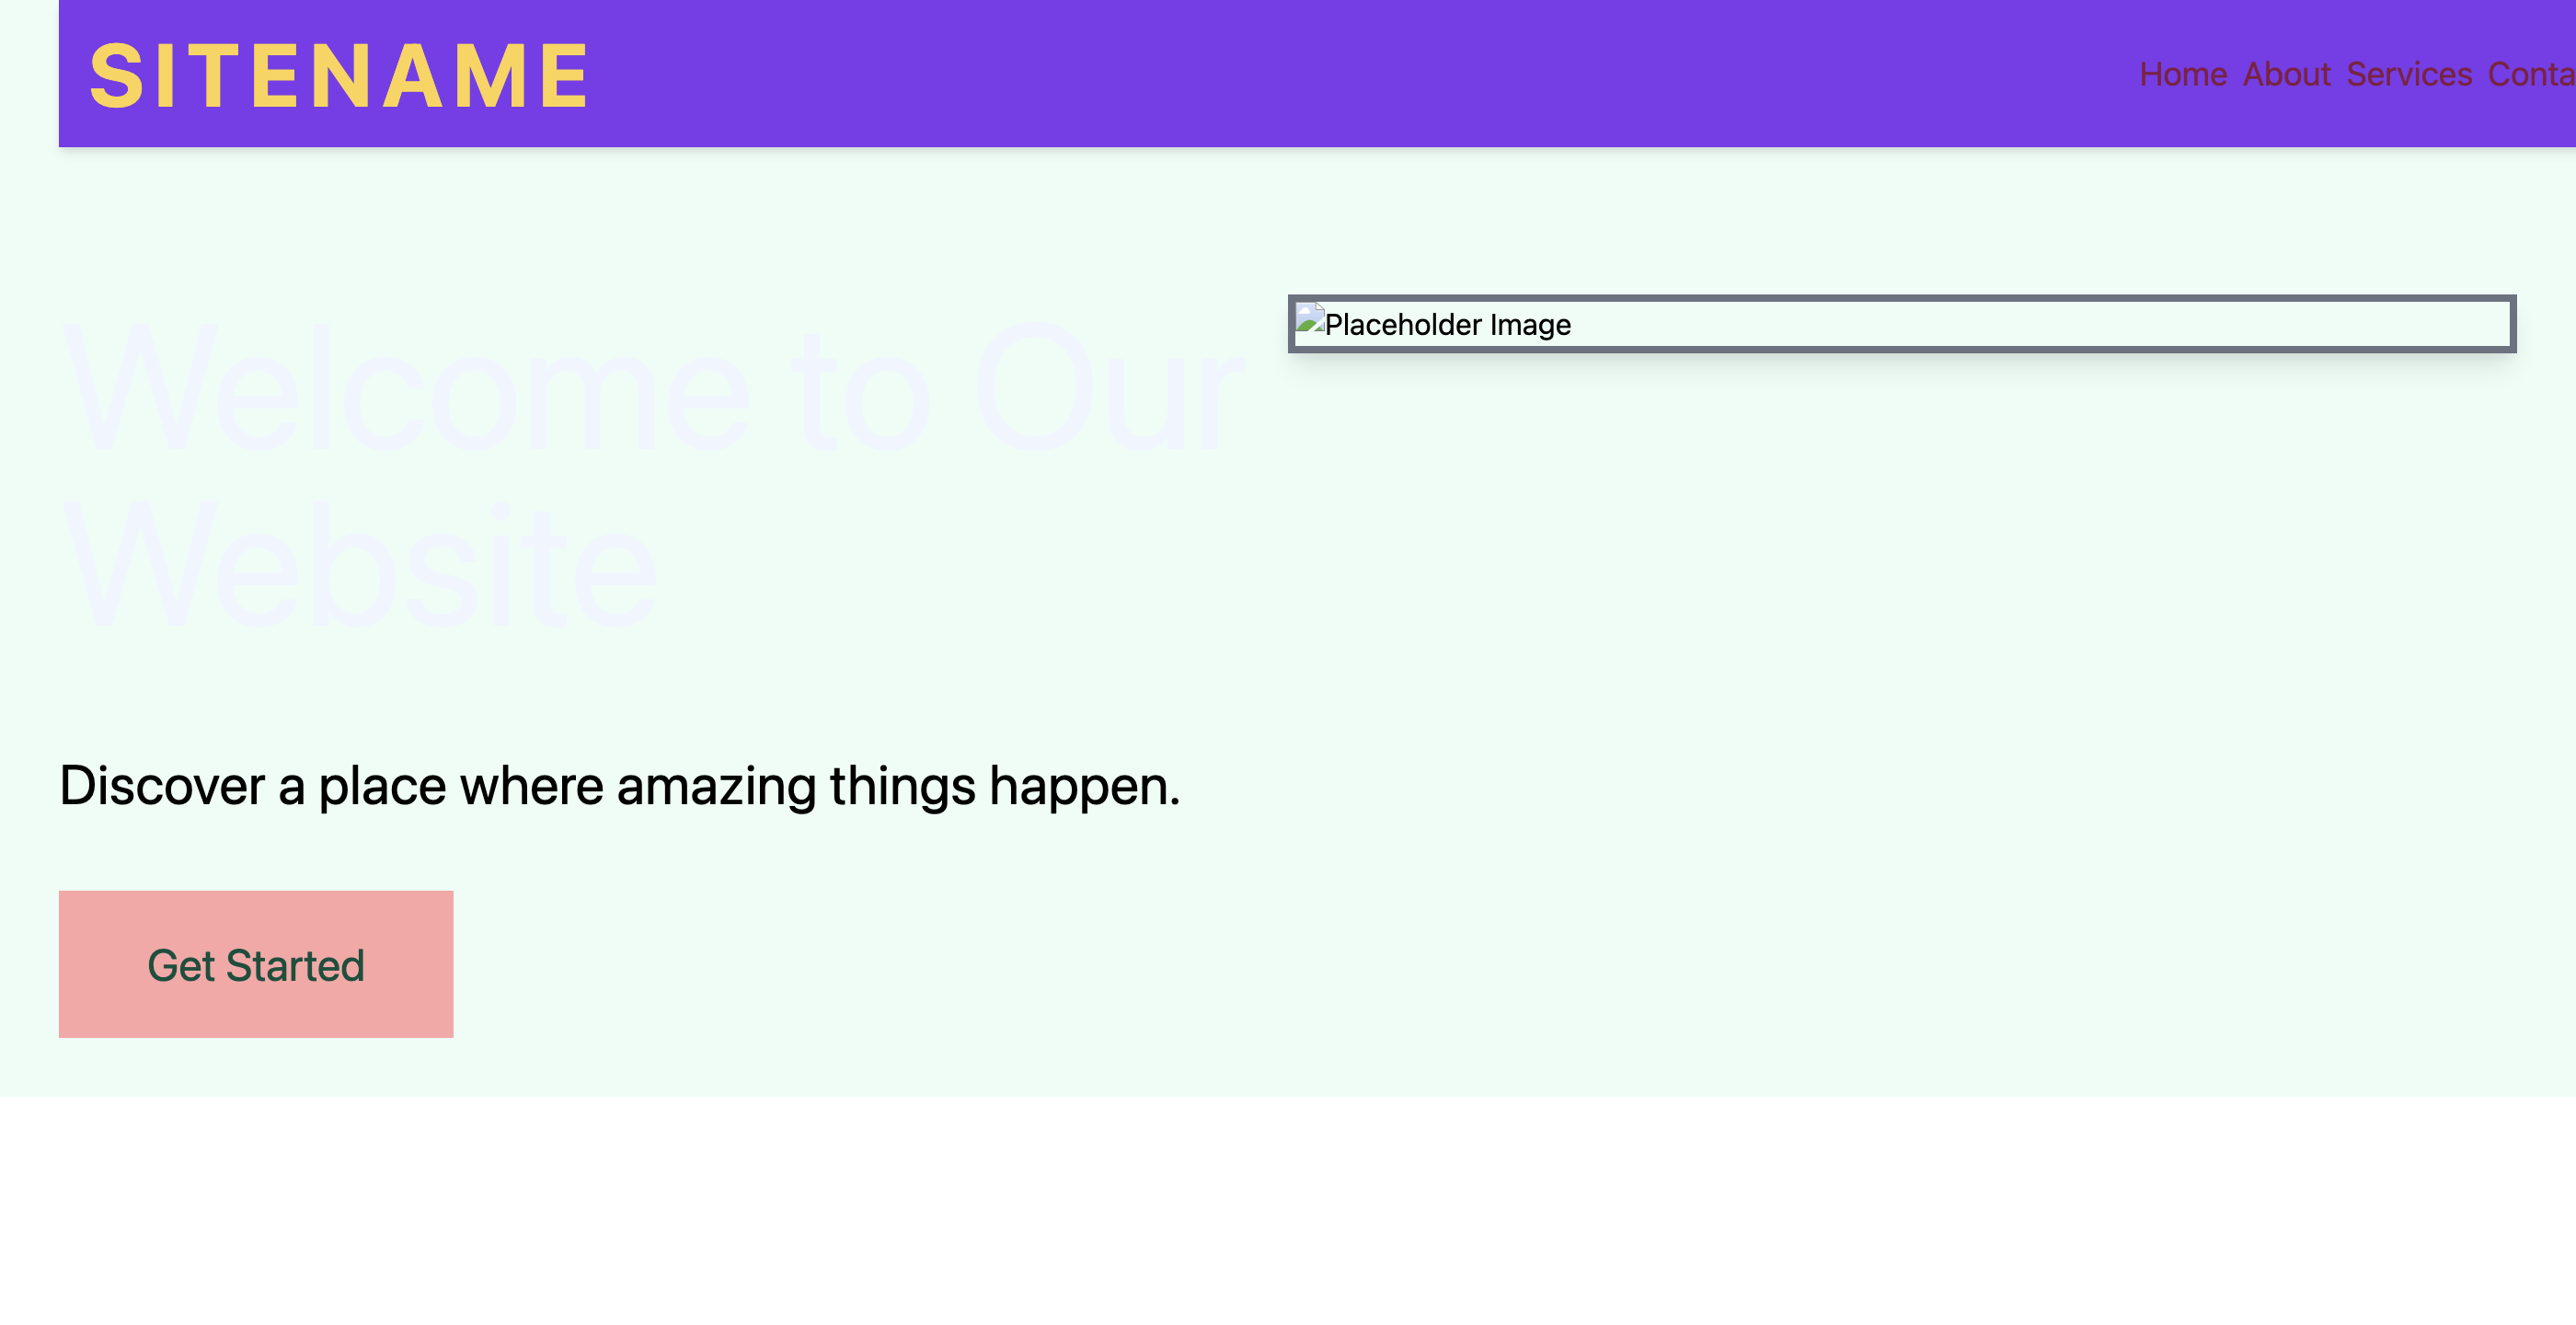 SITENAME
Home About Services Conta
Welcome to Our
Website
Placeholder Image
Discover a place where amazing things happen.
Get Started